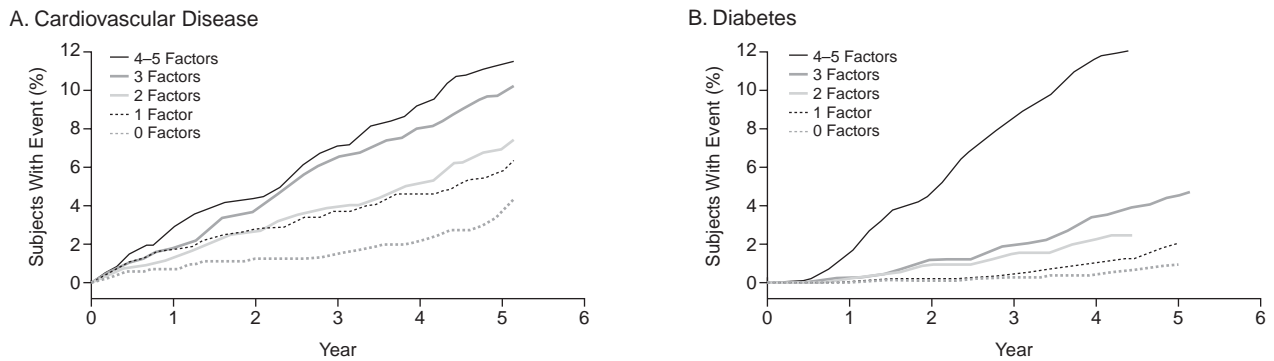 A. Cardiovascular Disease
Subjects With Event (%)
12
10
8
6
4
2
0
4–5 Factors
3 Factors
2 Factors
1 Factor
0 Factors
0 1 2 3 4 5 6
Year
B. Diabetes
Subjects With Event (%)
12
10
8
6
4
2
0
4–5 Factors
3 Factors
2 Factors
1 Factor
0 Factors
0 1 2 3 4 5 6
Year